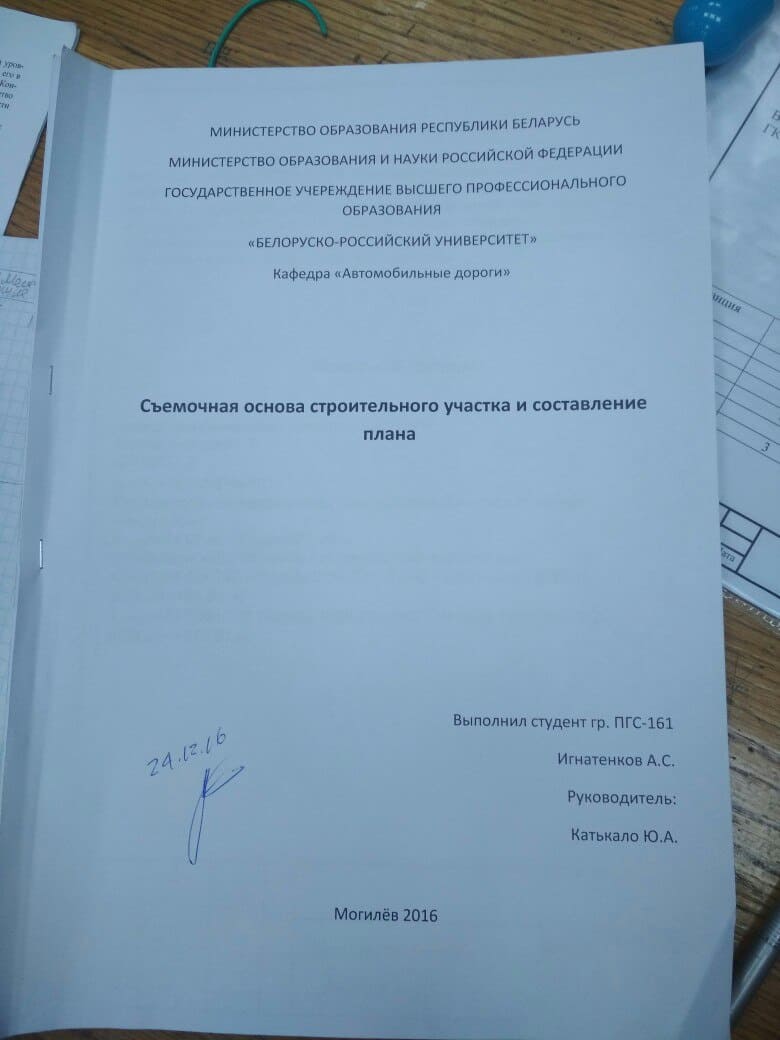 МИНИСТЕРСТВО ОБРАЗОВАНИЯ РЕСПУБЛИКИ БЕЛАРУСЬ
МИНИСТЕРСТВО ОБРАЗОВАНИЯ И НАУКИ РОССИЙСКОЙ ФЕДЕРАЦИИ
ГОСУДАРСТВЕННОЕ УЧЕРЕЖДЕНИЕ ВЫСШЕГО ПРОФЕССИОНАЛЬНОГО
ОБРАЗОВАНИЯ
«БЕЛОРУСКО-РОССИЙСКИЙ УНИВЕРСИТЕТ»
Кафедра «Автомобильные дороги»
Съемочная основа строительного участка и составление
плана
Выполнил студент гр. ПГС-161
Игнатенков А.С.
Руководитель:
Катькало Ю.А.
24.12.16
Могилёв 2016